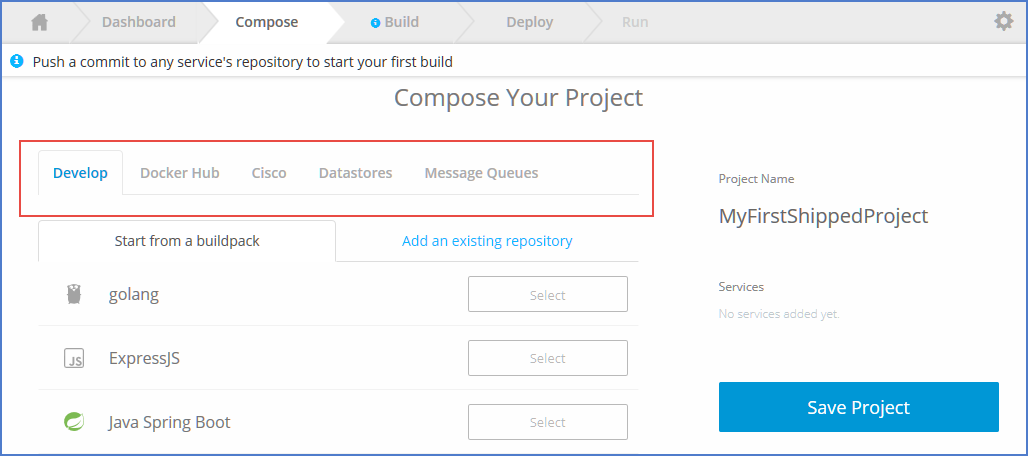 Dashboard
Compose
Build
Deploy
Run
Push a commit to any service's repository to start your first build
Compose Your Project
Develop
Docker Hub
Cisco
Datastores
Message Queues
Start from a buildpack
Add an existing repository
golang
Select
JS
ExpressJS
Select
Java Spring Boot
Select
Project Name
MyFirstShippedProject
Services
No services added yet.
Save Project